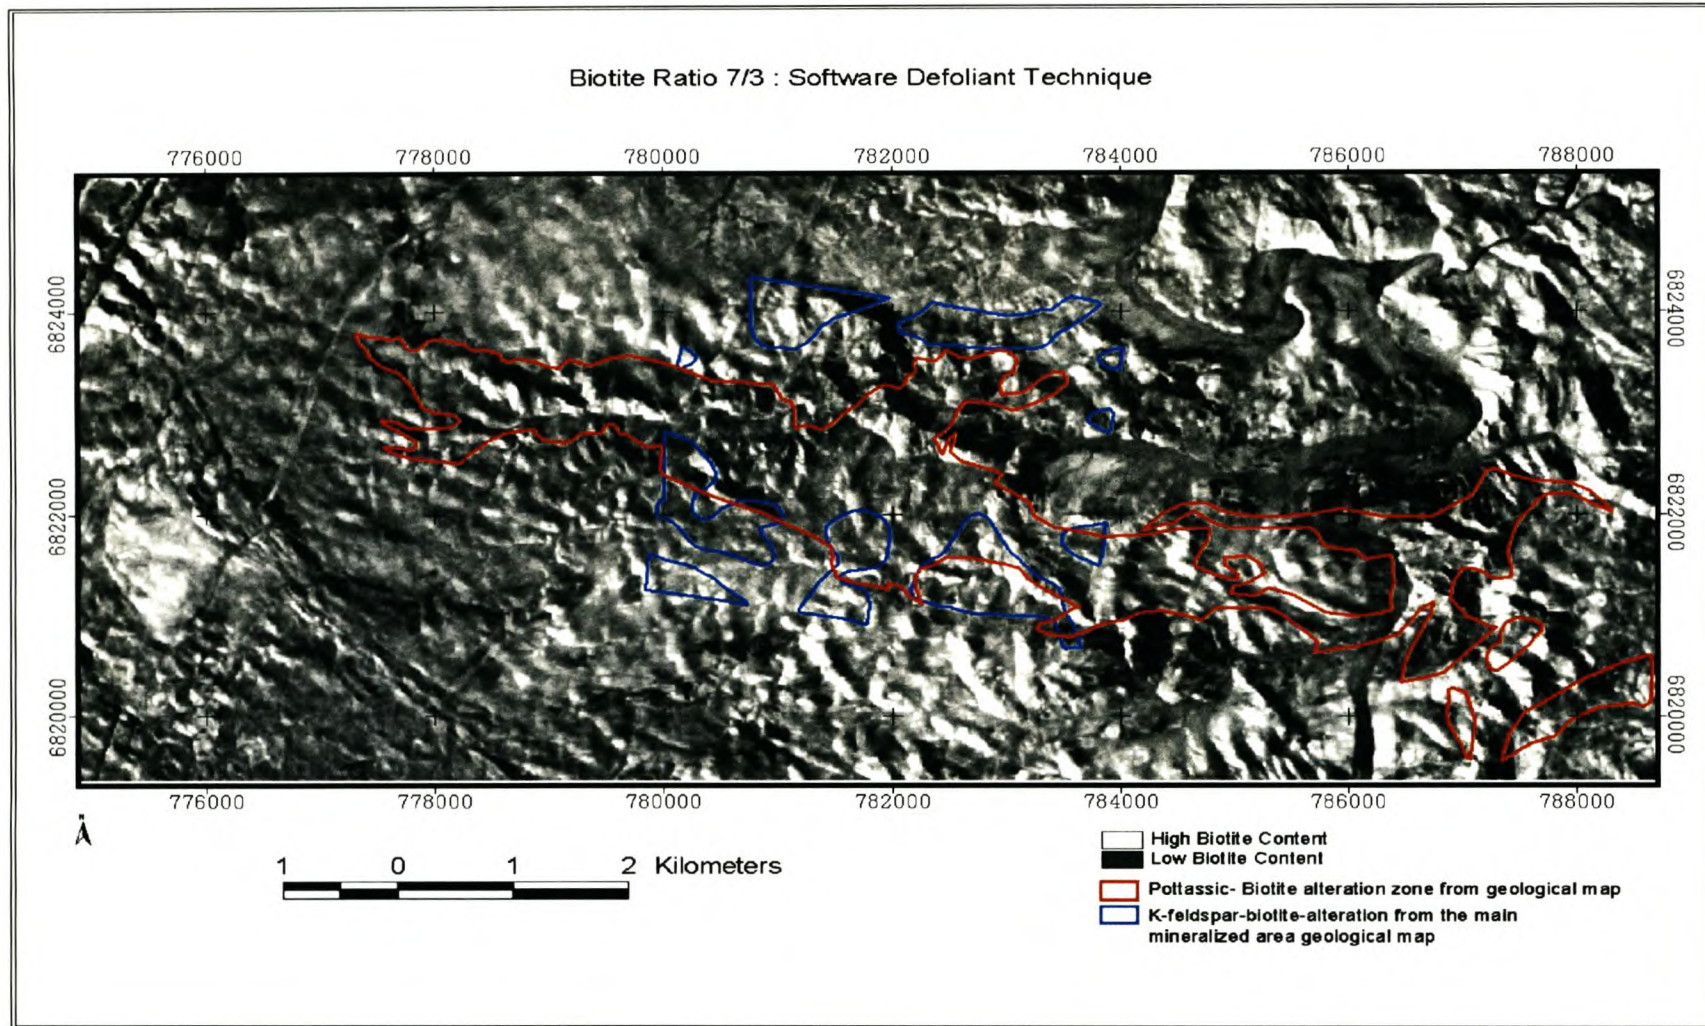 Biotite Ratio 7/3 : Software Defoliant Technique
776000 778000 780000 782000 784000 786000 788000
6824000 6824000
6822000 6822000
6820000 6820000
776000 778000 780000 782000 784000 786000 788000
N
1 0 1 2 Kilometers
High Biotite Content
Low Biotite Content
Pottassic- Biotite alteration zone from geological map
K-feldspar-biotite-alteration from the main
mineralized area geological map